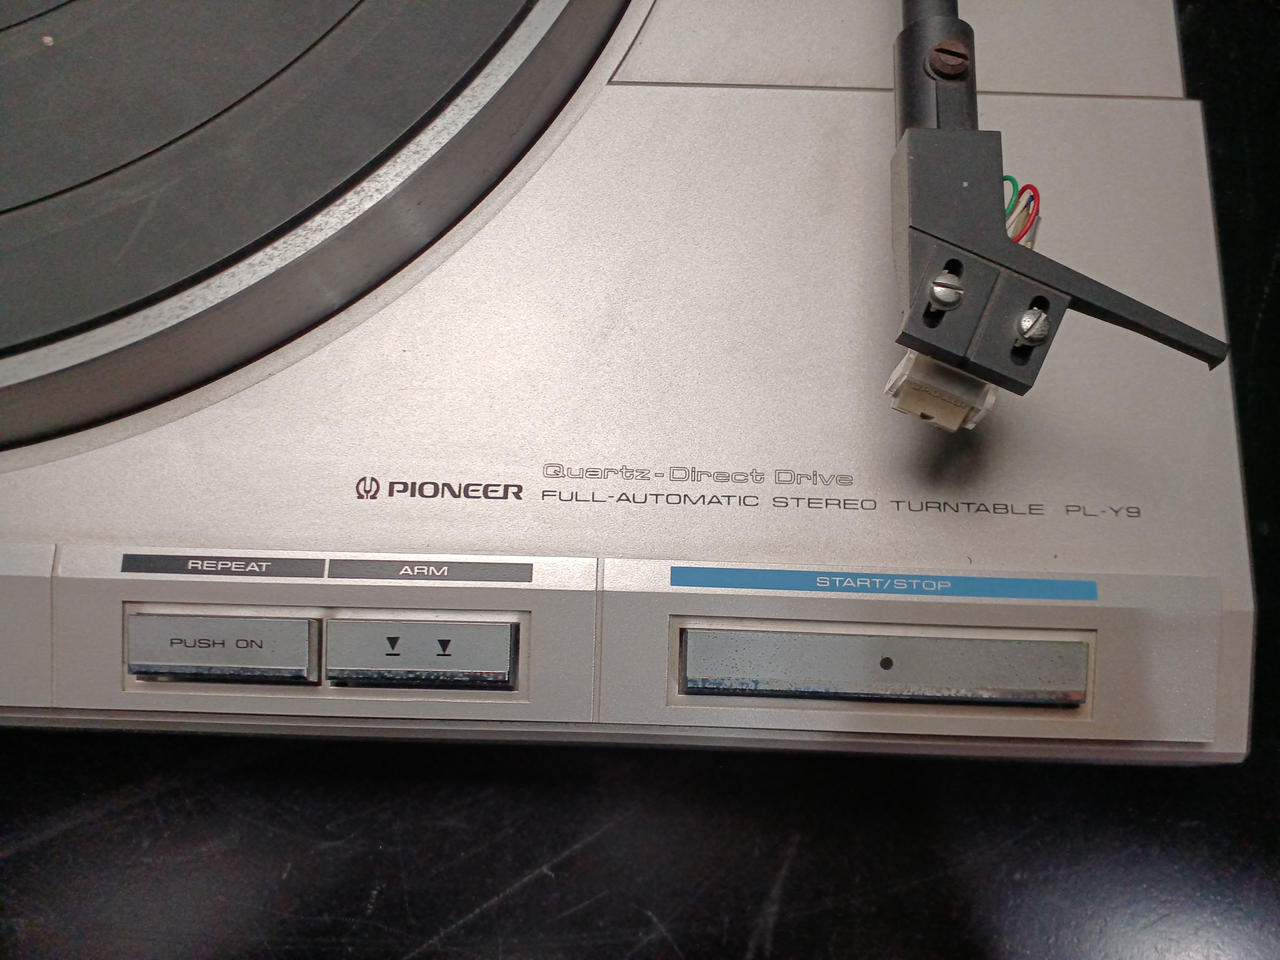 Quartz-Direct Drive
PIONEER FULL-AUTOMATIC STEREO TURNTABLE PL-Y9
REPEAT ARM START/STOP
PUSH ON